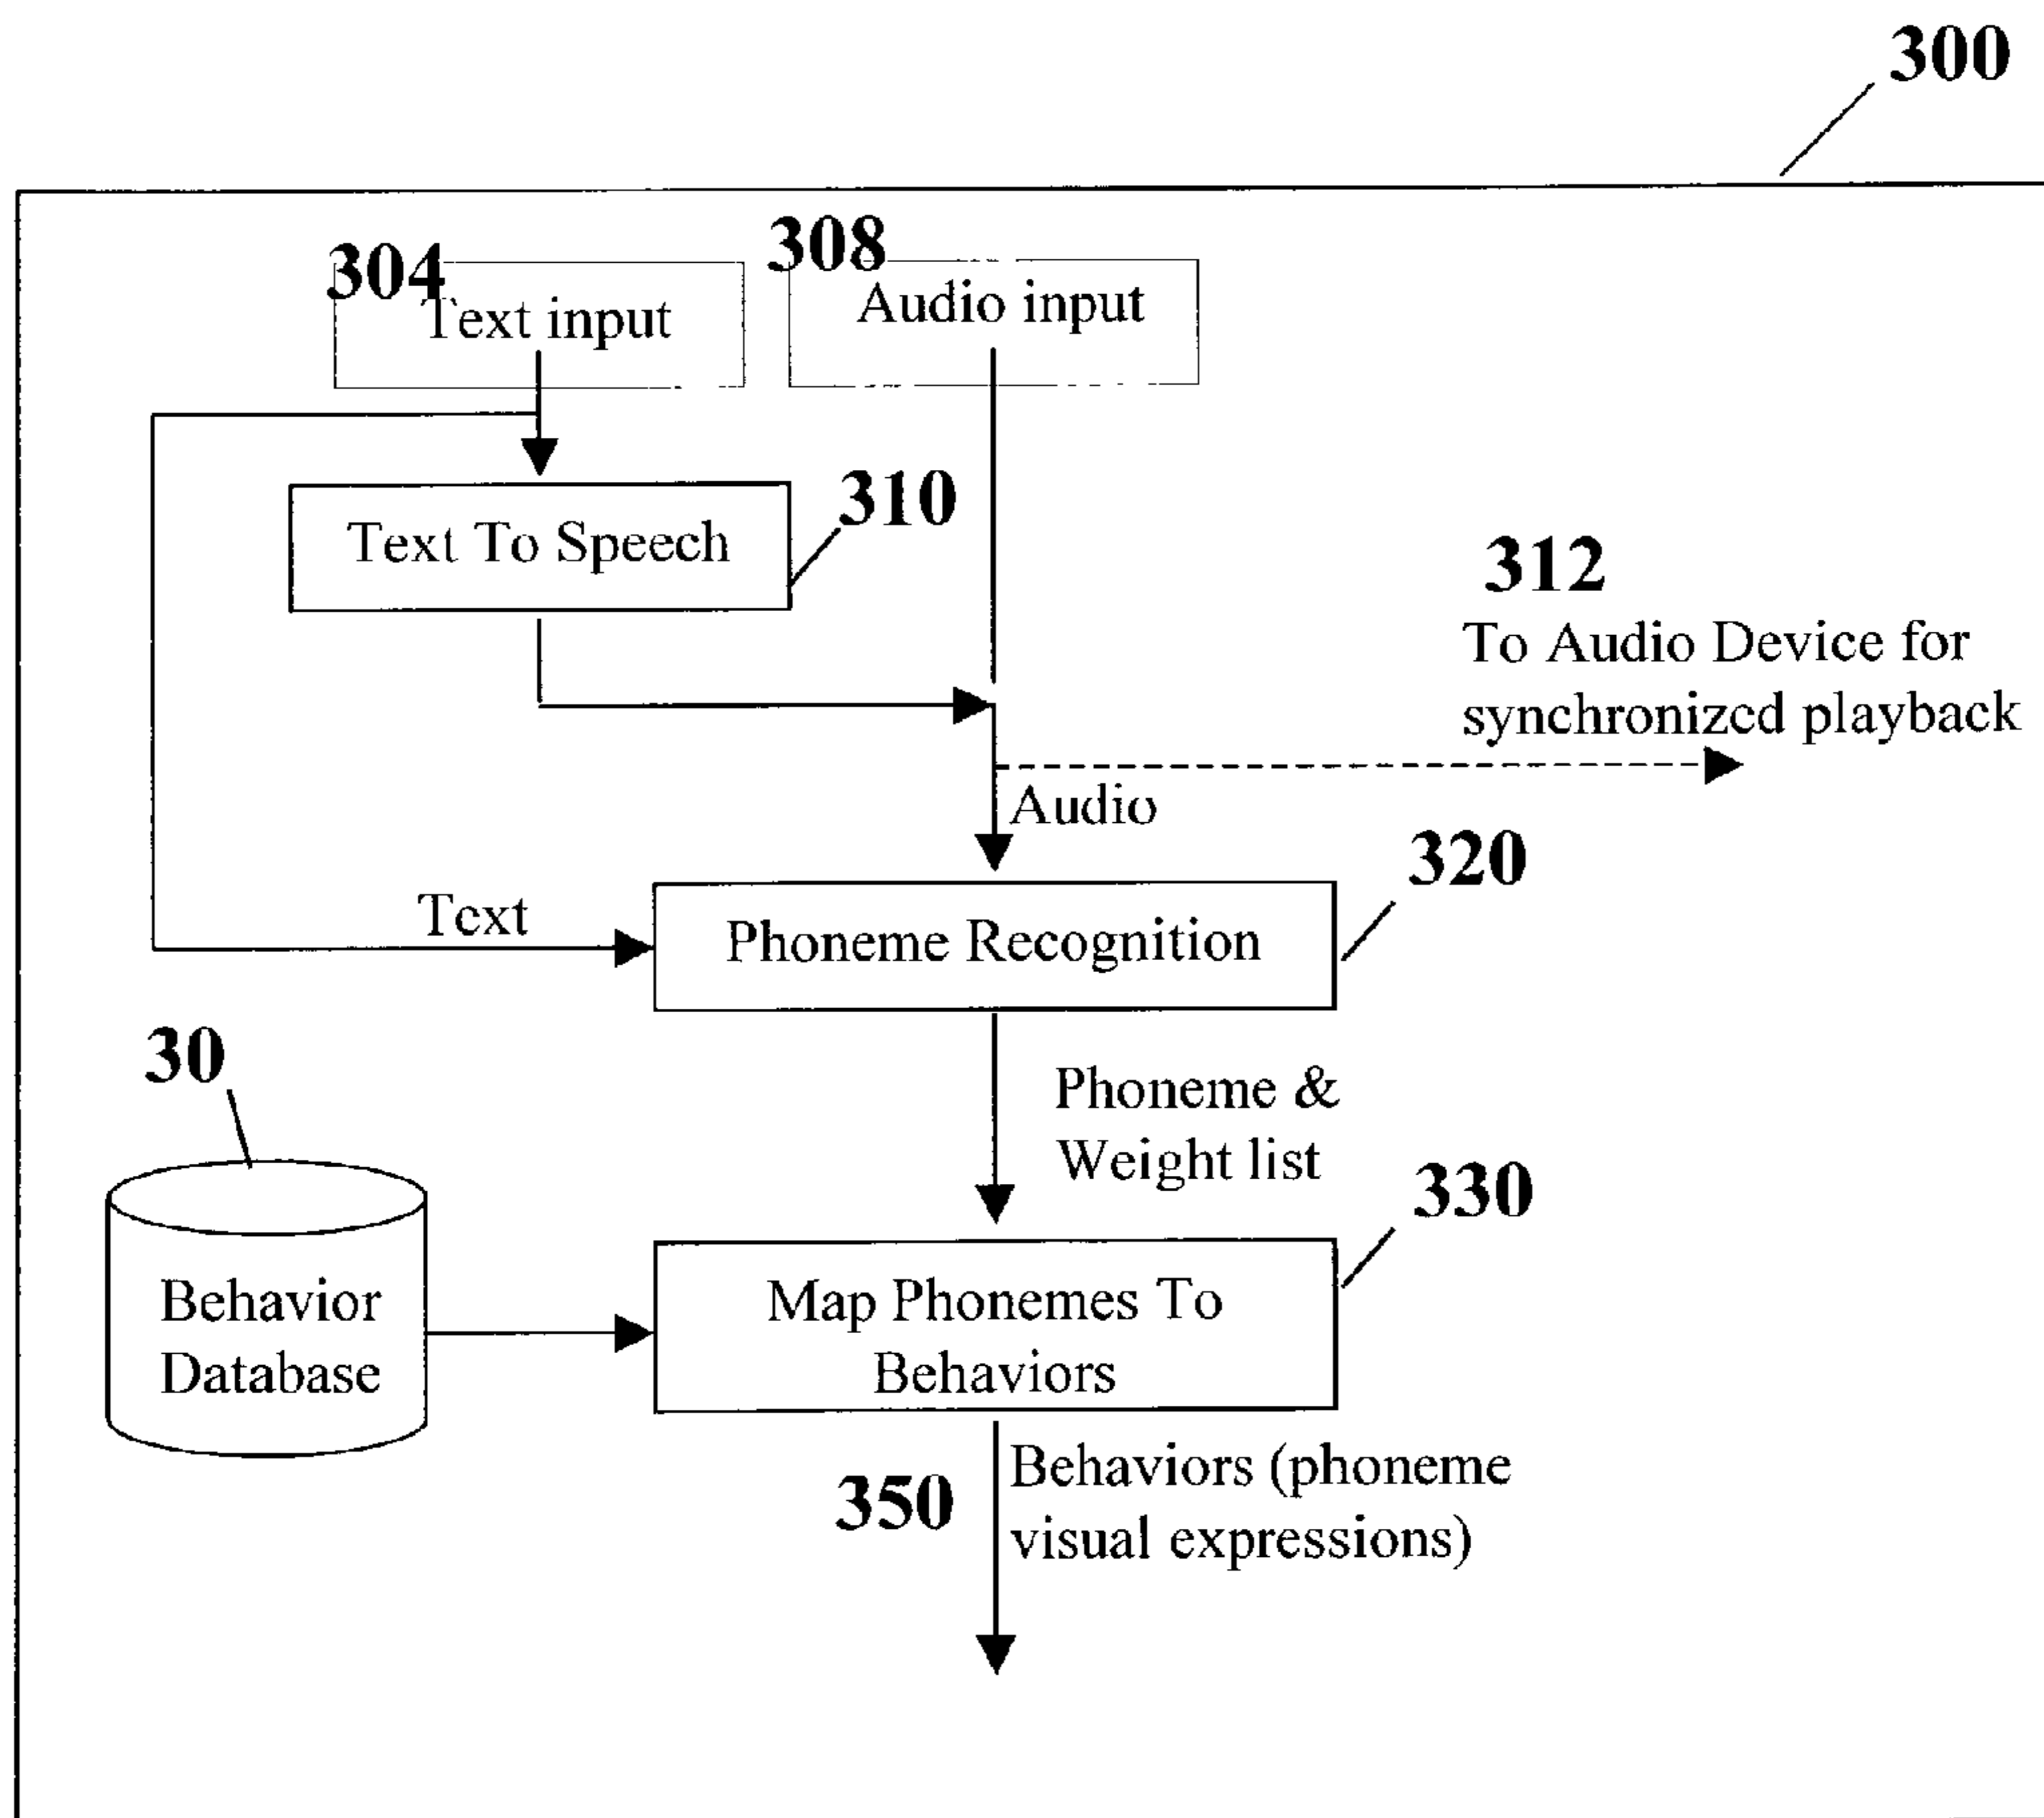 300
304
308
Text input
Audio input
310
Text To Speech
312
To Audio Device for
synchronized playback
Audio
320
Text
Phoneme Recognition
30
Phoneme &
Weight list
330
Behavior
Database
Map Phonemes To
Behaviors
350
Behaviors (phoneme
visual expressions)